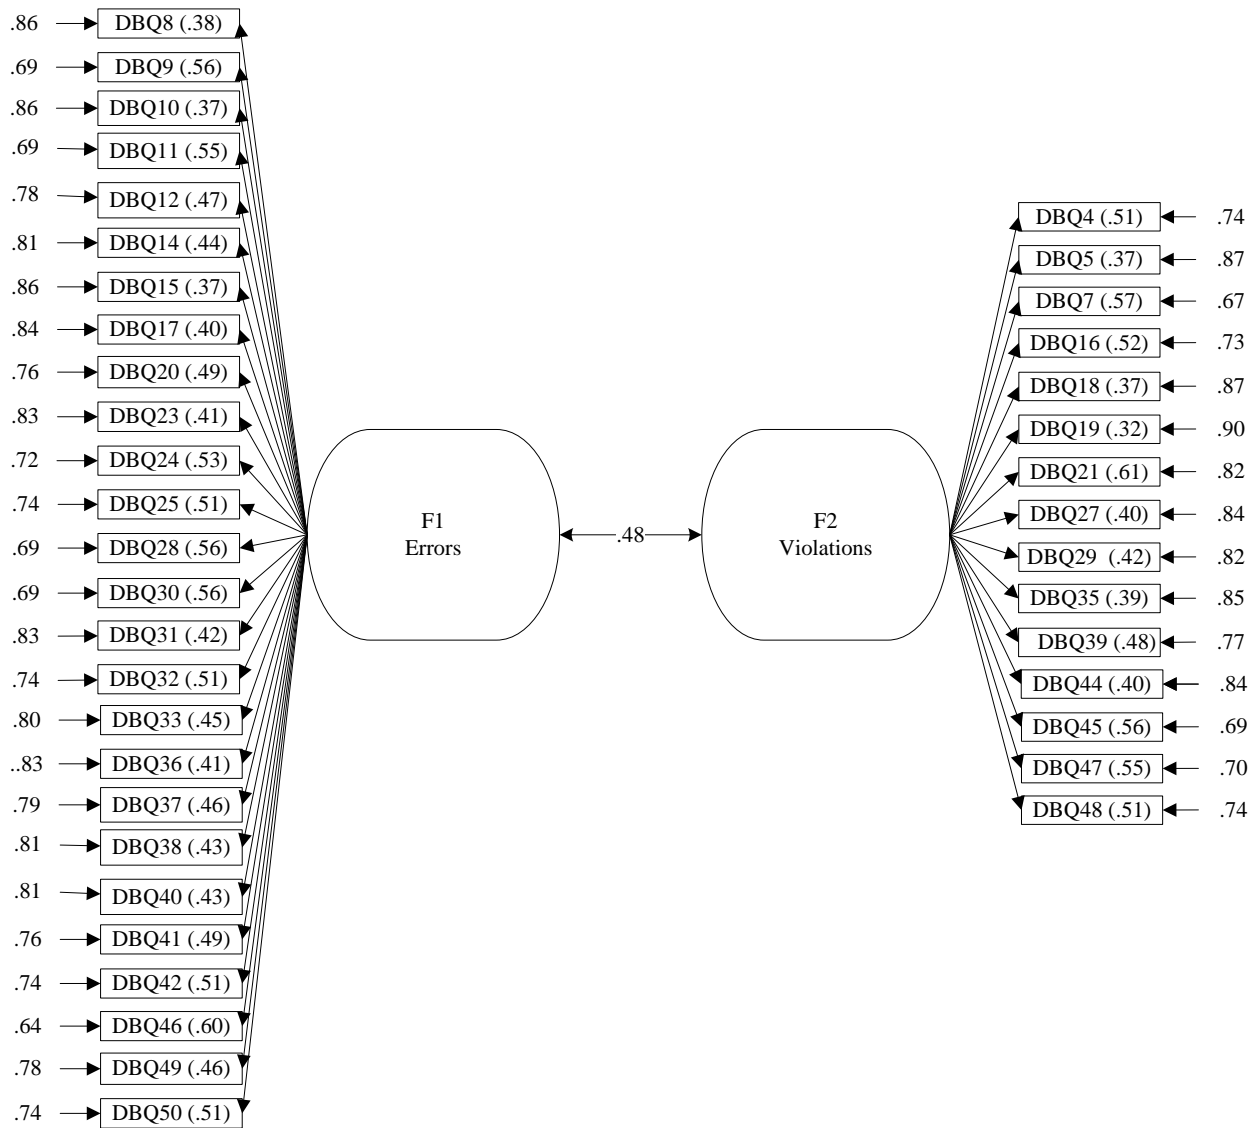 .86 DBQ8 (.38)
.69 DBQ9 (.56)
.86 DBQ10 (.37)
.69 DBQ11 (.55)
.78 DBQ12 (.47)
.81 DBQ14 (.44)
.86 DBQ15 (.37)
.84 DBQ17 (.40)
.76 DBQ20 (.49)
.83 DBQ23 (.41)
.72 DBQ24 (.53)
.74 DBQ25 (.51)
.69 DBQ28 (.56)
.69 DBQ30 (.56)
.83 DBQ31 (.42)
.74 DBQ32 (.51)
.80 DBQ33 (.45)
..83 DBQ36 (.41)
.79 DBQ37 (.46)
.81 DBQ38 (.43)
.81 DBQ40 (.43)
.76 DBQ41 (.49)
.74 DBQ42 (.51)
.64 DBQ46 (.60)
.78 DBQ49 (.46)
.74 DBQ50 (.51)
F1
Errors
.48
F2
Violations
DBQ4 (.51) .74
DBQ5 (.37) .87
DBQ7 (.57) .67
DBQ16 (.52) .73
DBQ18 (.37) .87
DBQ19 (.32) .90
DBQ21 (.61) .82
DBQ27 (.40) .84
DBQ29 (.42) .82
DBQ35 (.39) .85
DBQ39 (.48) .77
DBQ44 (.40) .84
DBQ45 (.56) .69
DBQ47 (.55) .70
DBQ48 (.51) .74